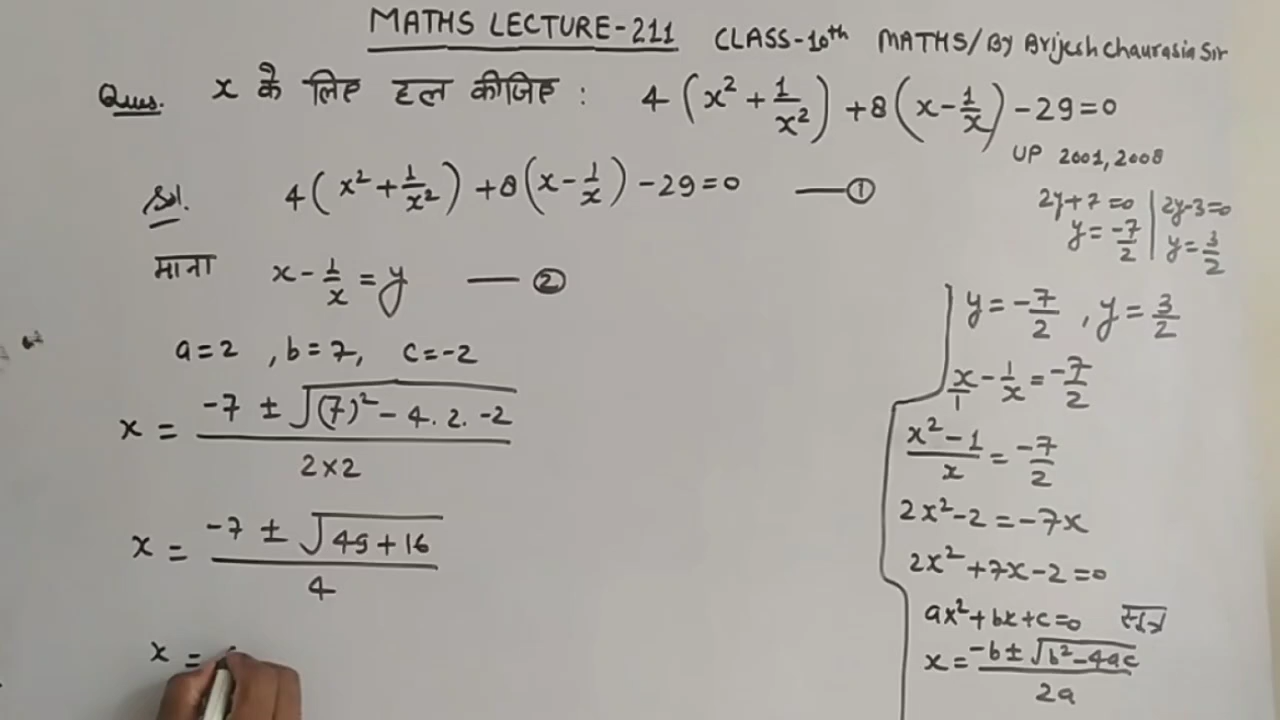 MATHS LECTURE-211 CLASS-10th MATHS/By Brijesh Chaurasia Sir
Ques. x के लिए हल कीजिए : 4(x² + 1/x²) + 8(x - 1/x) - 29 = 0
UP 2001, 2008
Sol. 4(x² + 1/x²) + 8(x - 1/x) - 29 = 0 —①
माना x - 1/x = y —②
a = 2 , b = 7, c = -2
x = (-7 ± √((7)² - 4. 2. -2))/(2×2)
x = (-7 ± √(49 + 16))/4
x =
2y+7=0 | 2y-3=0
y = -7/2 | y = 3/2
y = -7/2 , y = 3/2
x/1 - 1/x = -7/2
(x² - 1)/x = -7/2
2x² - 2 = -7x
2x² + 7x - 2 = 0
ax² + bx + c = 0 सूत्र
x = (-b ± √(b² - 4ac))/2a